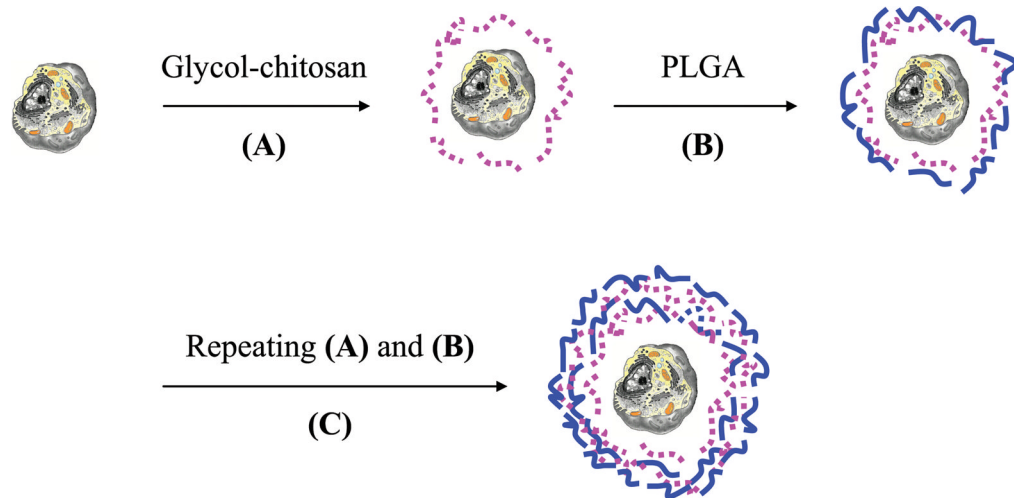 Glycol-chitosan
(A)
PLGA
(B)
Repeating (A) and (B)
(C)